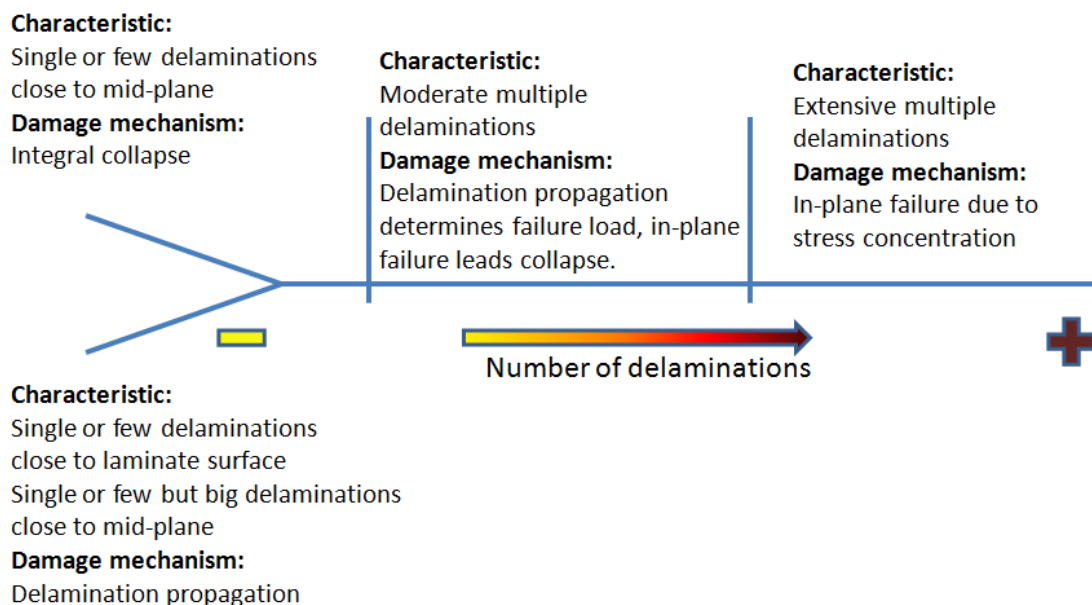 Characteristic:
Single or few delaminations
close to mid-plane
Damage mechanism:
Integral collapse
Characteristic:
Moderate multiple
delaminations
Damage mechanism:
Delamination propagation
determines failure load, in-plane
failure leads collapse.
Characteristic:
Extensive multiple
delaminations
Damage mechanism:
In-plane failure due to
stress concentration
Number of delaminations
Characteristic:
Single or few delaminations
close to laminate surface
Single or few but big delaminations
close to mid-plane
Damage mechanism:
Delamination propagation